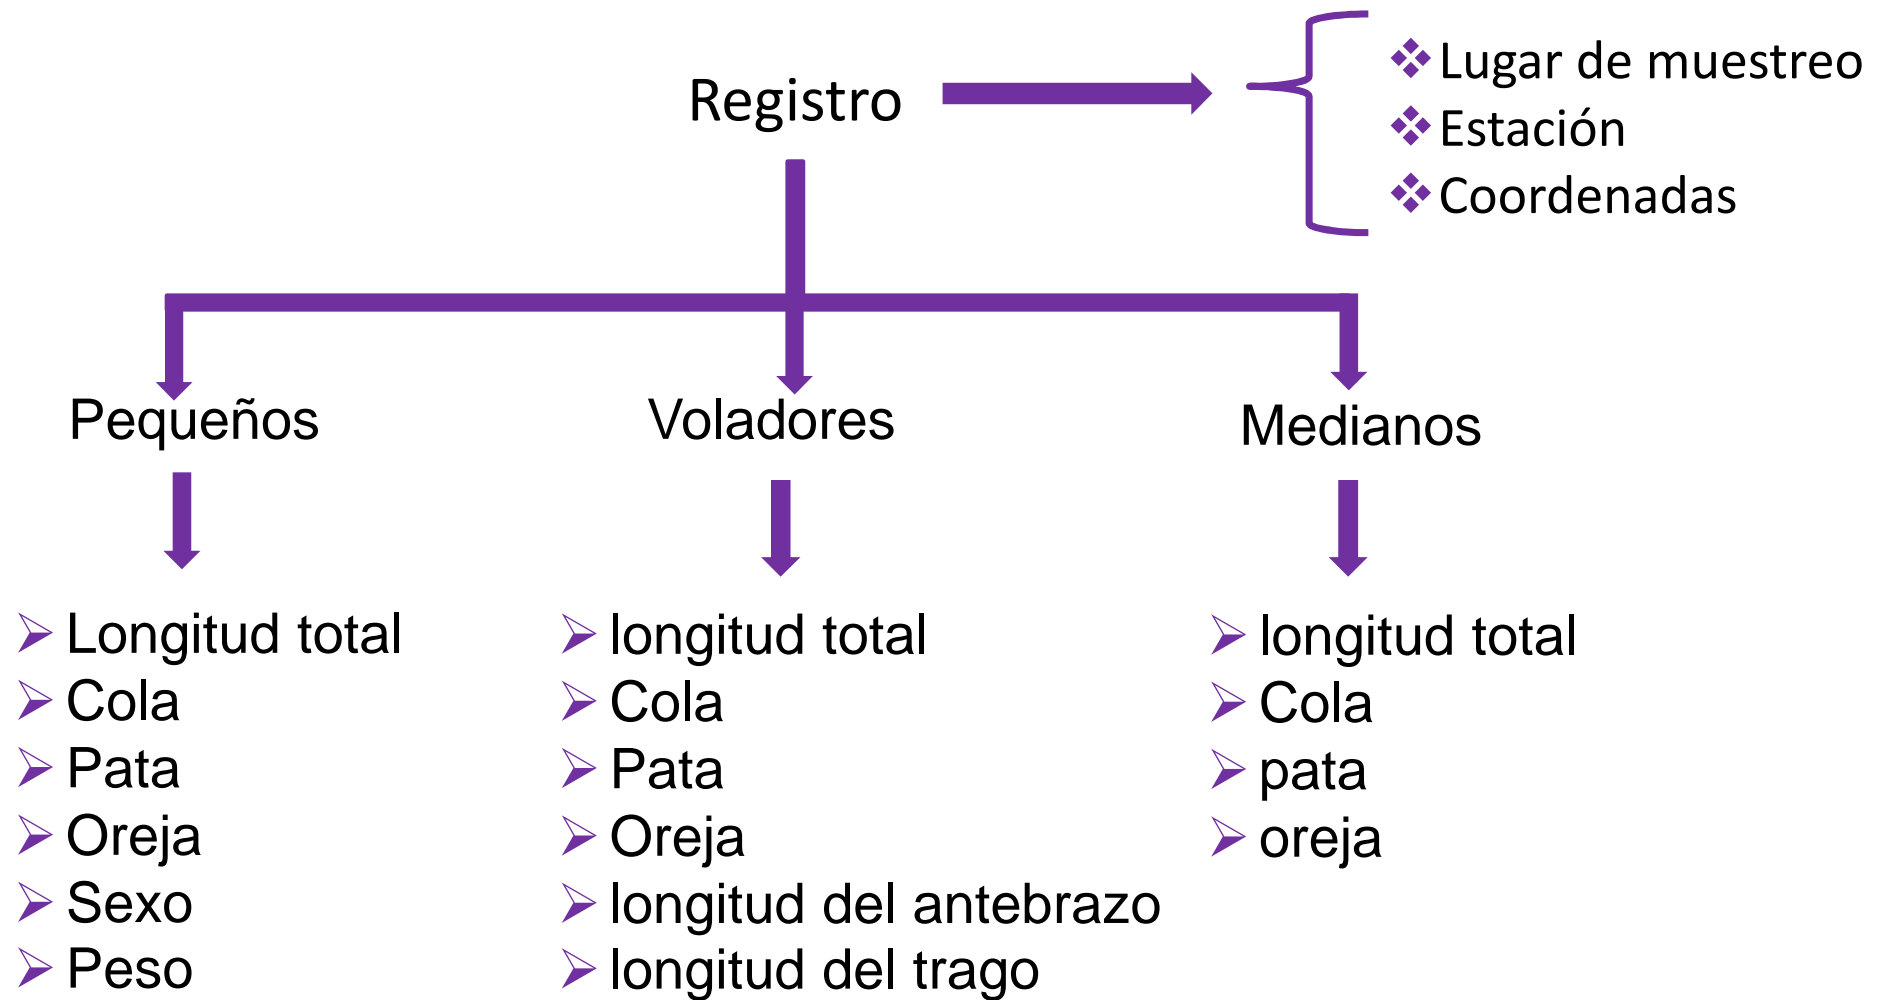 Registro
Lugar de muestreo
Estación
Coordenadas
Pequeños
Longitud total
Cola
Pata
Oreja
Sexo
Peso
Voladores
longitud total
Cola
Pata
Oreja
longitud del antebrazo
longitud del trago
Medianos
longitud total
Cola
pata
oreja